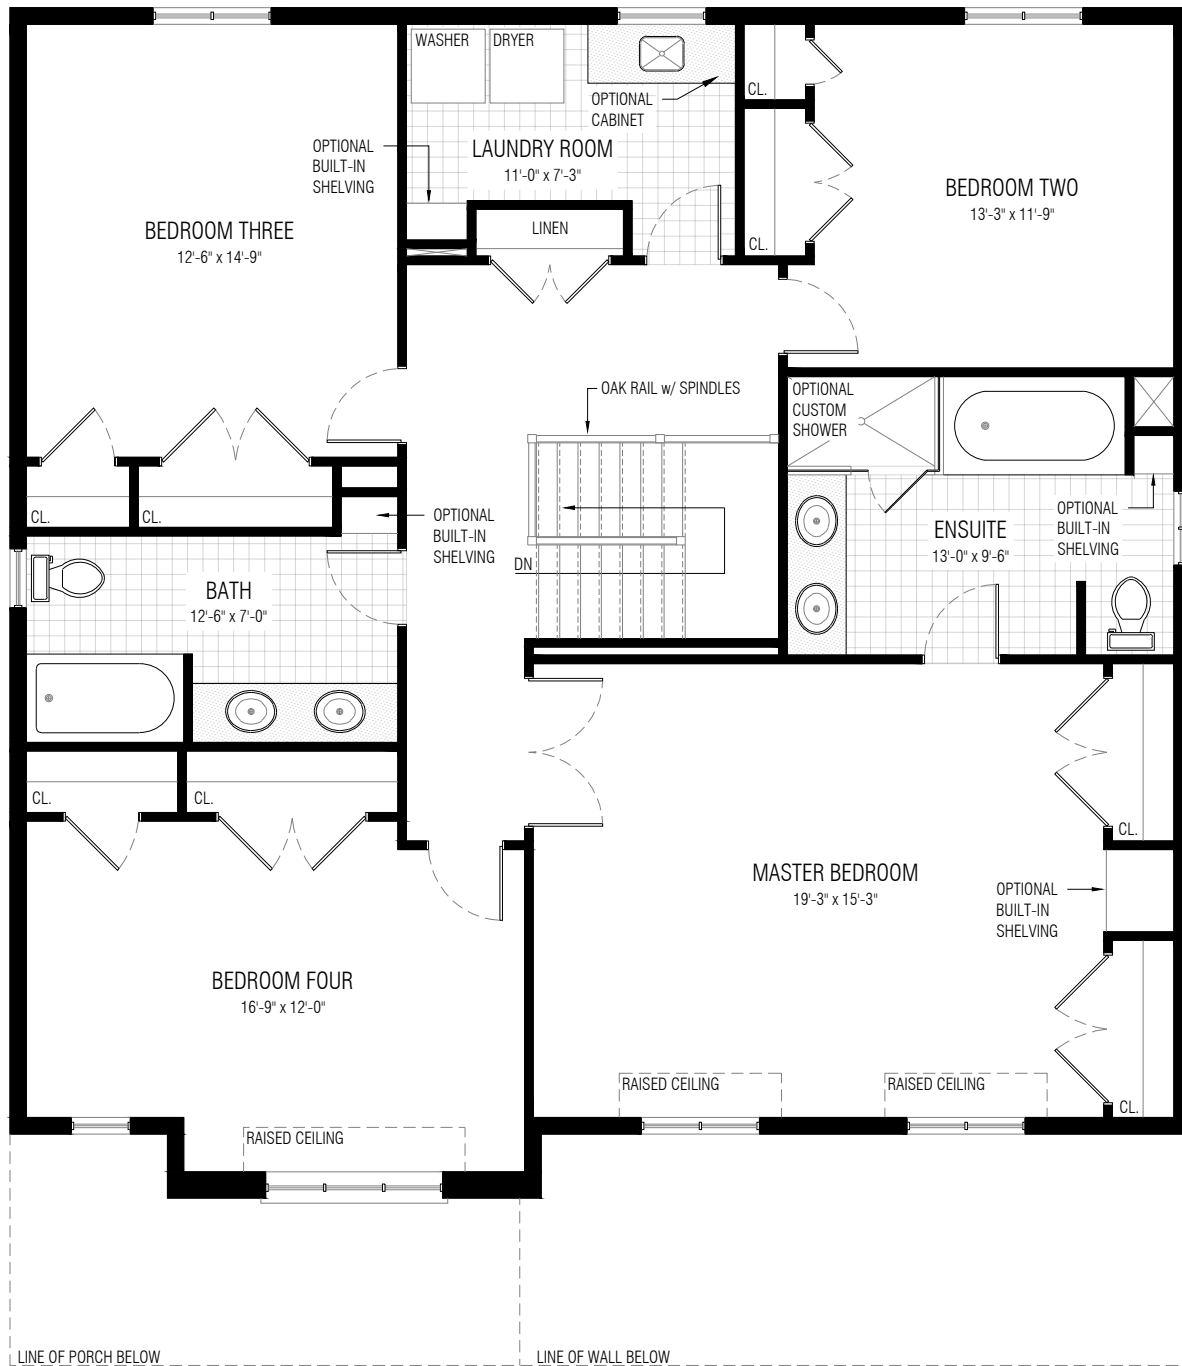 WASHER
DRYER
OPTIONAL
CABINET
CL.
OPTIONAL
BUILT-IN
SHELVING
LAUNDRY ROOM
11'-0" x 7'-3"
BEDROOM TWO
13'-3" x 11'-9"
BEDROOM THREE
12'-6" x 14'-9"
LINEN
CL.
OAK RAIL w/ SPINDLES
OPTIONAL
CUSTOM
SHOWER
CL.
CL.
OPTIONAL
BUILT-IN
SHELVING
DN
ENSUITE
13'-0" x 9'-6"
OPTIONAL
BUILT-IN
SHELVING
BATH
12'-6" x 7'-0"
CL.
CL.
CL.
MASTER BEDROOM
19'-3" x 15'-3"
OPTIONAL
BUILT-IN
SHELVING
BEDROOM FOUR
16'-9" x 12'-0"
RAISED CEILING
RAISED CEILING
CL.
RAISED CEILING
LINE OF PORCH BELOW
LINE OF WALL BELOW